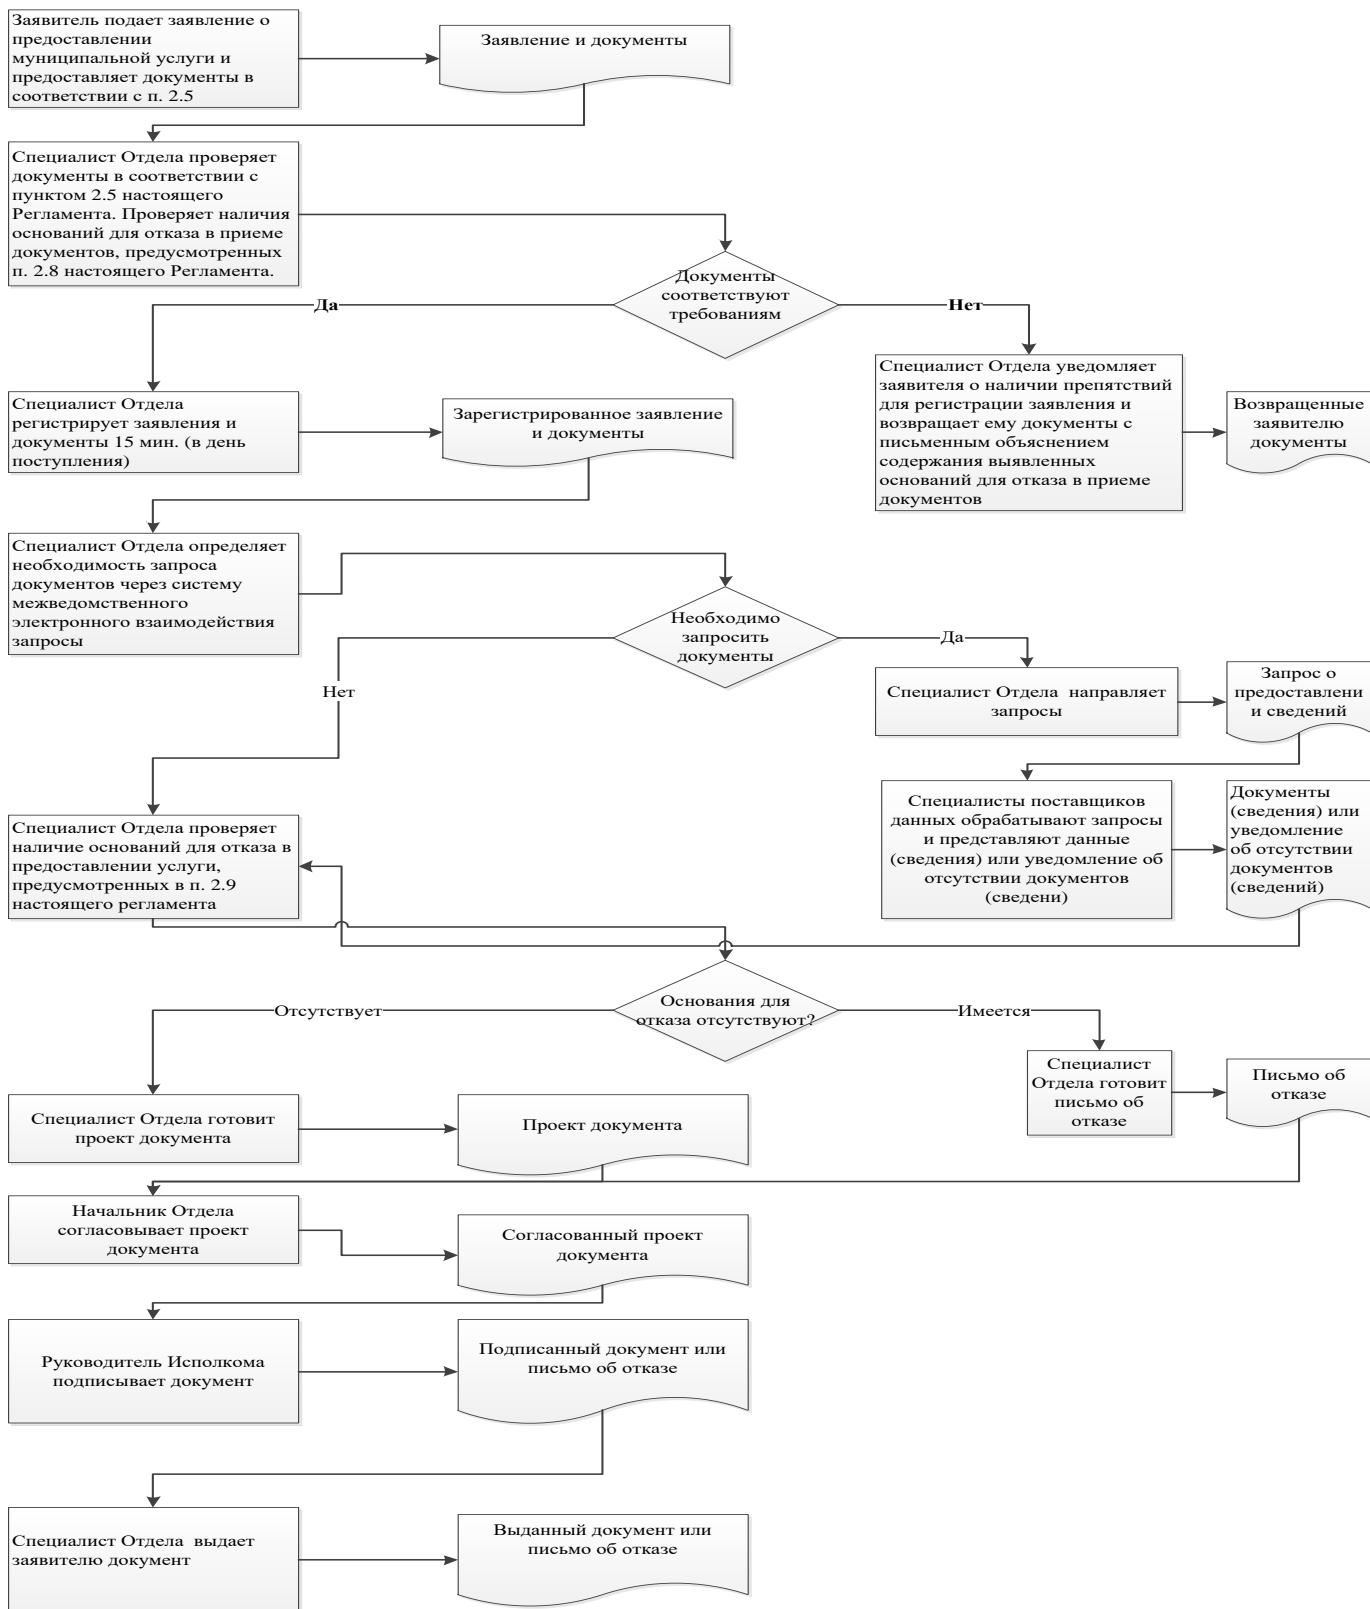 Заявитель подает заявление о
предоставлении
муниципальной услуги и
предоставляет документы в
соответствии с п. 2.5
Заявление и документы
Специалист Отдела проверяет
документы в соответствии с
пунктом 2.5 настоящего
Регламента. Проверяет наличия
оснований для отказа в приеме
документов, предусмотренных
п. 2.8 настоящего Регламента.
Документы
соответствуют
требованиям
Да
Нет
Специалист Отдела
регистрирует заявления и
документы 15 мин. (в день
поступления)
Зарегистрированное заявление
и документы
Специалист Отдела уведомляет
заявителя о наличии препятствий
для регистрации заявления и
возвращает ему документы с
письменным объяснением
содержания выявленных
оснований для отказа в приеме
документов
Возвращенные
заявителю
документы
Специалист Отдела определяет
необходимость запроса
документов через систему
межведомственного
электронного взаимодействия
запросы
Необходимо
запросить
документы
Да
Нет
Специалист Отдела  направляет
запросы
Запрос о
предоставлени
и сведений
Специалисты поставщиков
данных обрабатывают запросы
и представляют данные
(сведения) или уведомление об
отсутствии документов
(сведени)
Документы
(сведения) или
уведомление
об отсутствии
документов
(сведений)
Специалист Отдела проверяет
наличие оснований для отказа в
предоставлении услуги,
предусмотренных в п. 2.9
настоящего регламента
Основания для
отказа отсутствуют?
Отсутствует
Имеется
Специалист
Отдела готовит
письмо об
отказе
Письмо об
отказе
Специалист Отдела готовит
проект документа
Проект документа
Начальник Отдела
согласовывает проект
документа
Согласованный проект
документа
Руководитель Исполкома
подписывает документ
Подписанный документ или
письмо об отказе
Специалист Отдела  выдает
заявителю документ
Выданный документ или
письмо об отказе